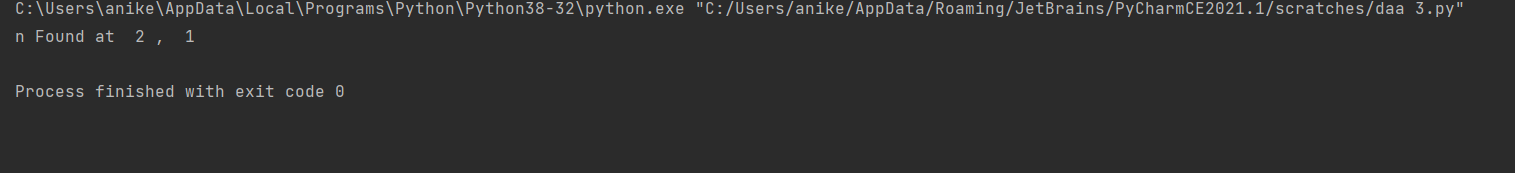 C:\Users\anike\AppData\Local\Programs\Python\Python38-32\python.exe "C:/Users/anike/AppData/Roaming/JetBrains/PyCharmCE2021.1/scratches/daa 3.py"
n Found at  2 ,  1
Process finished with exit code 0